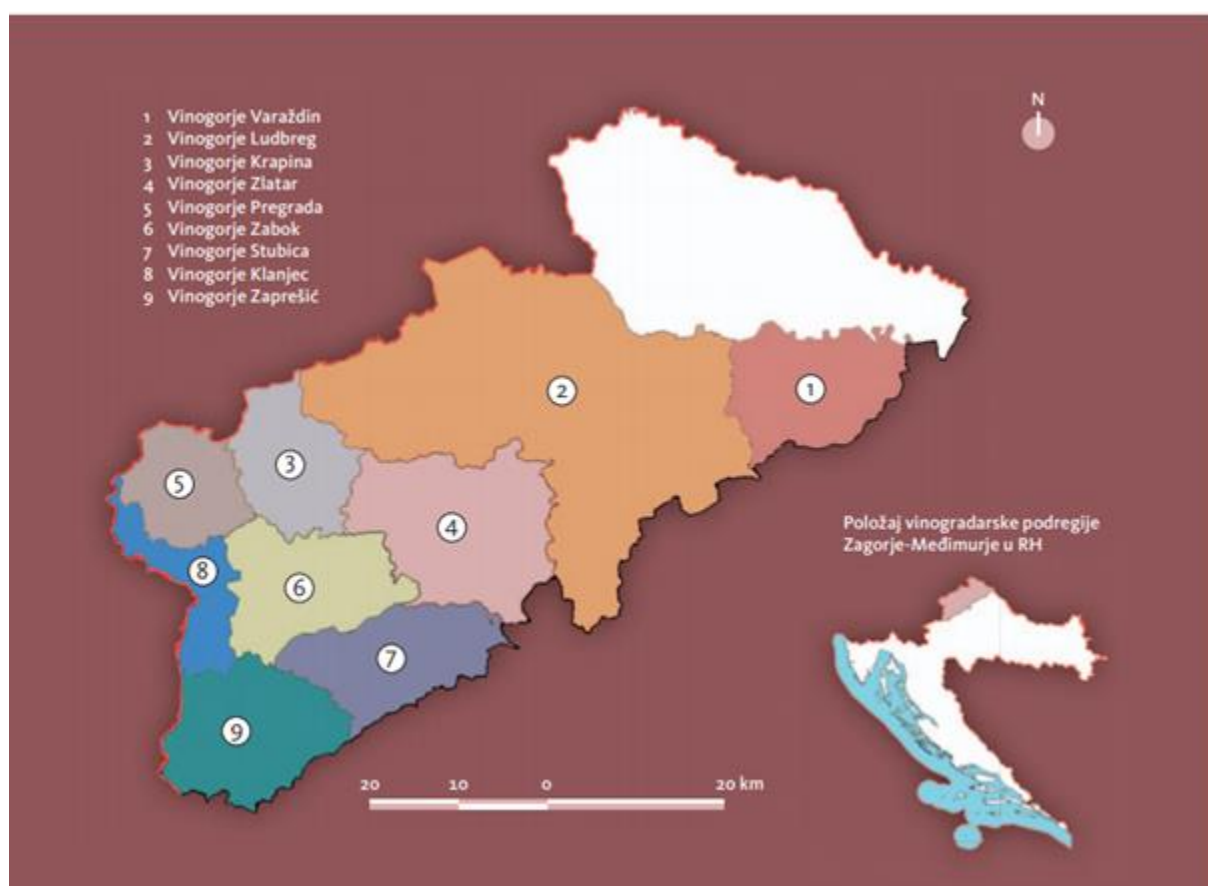 1 Vinogorje Varaždin
2 Vinogorje Ludbreg
3 Vinogorje Krapina
4 Vinogorje Zlatar
5 Vinogorje Pregrada
6 Vinogorje Zabok
7 Vinogorje Stubica
8 Vinogorje Klanjec
9 Vinogorje Zaprešić
N
2
1
3
5
4
8
6
7
9
Položaj vinogradarske podregije
Zagorje-Međimurje u RH
20 10 0 20 km